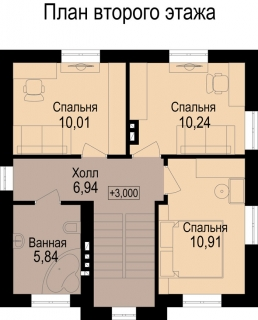 План второго этажа
Спальня
10,01
Спальня
10,24
Холл
6,94
+3,000
Спальня
10,91
Ванная
5,84